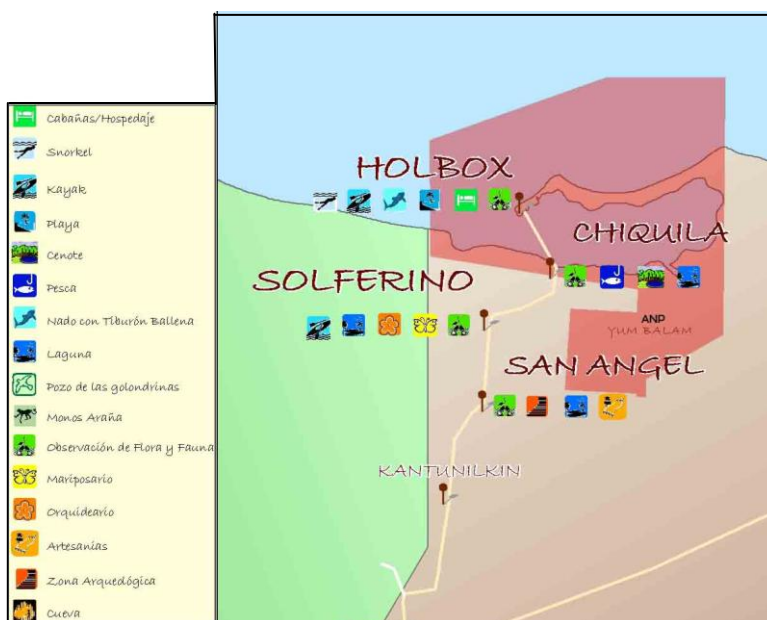 Cabañas/Hospedaje
Snorkel
Kayak
Playa
Cenote
Pesca
Nado con Tiburón Ballena
Laguna
Pozo de las golondrinas
Monos Araña
Observación de Flora y Fauna
Mariposario
Orquideario
Artesanías
Zona Arqueológica
Cueva
HOLBOX
CHIQUILA
SOLFERINO
ANP
YUM BALAM
SAN ANGEL
KANTUNILKIN